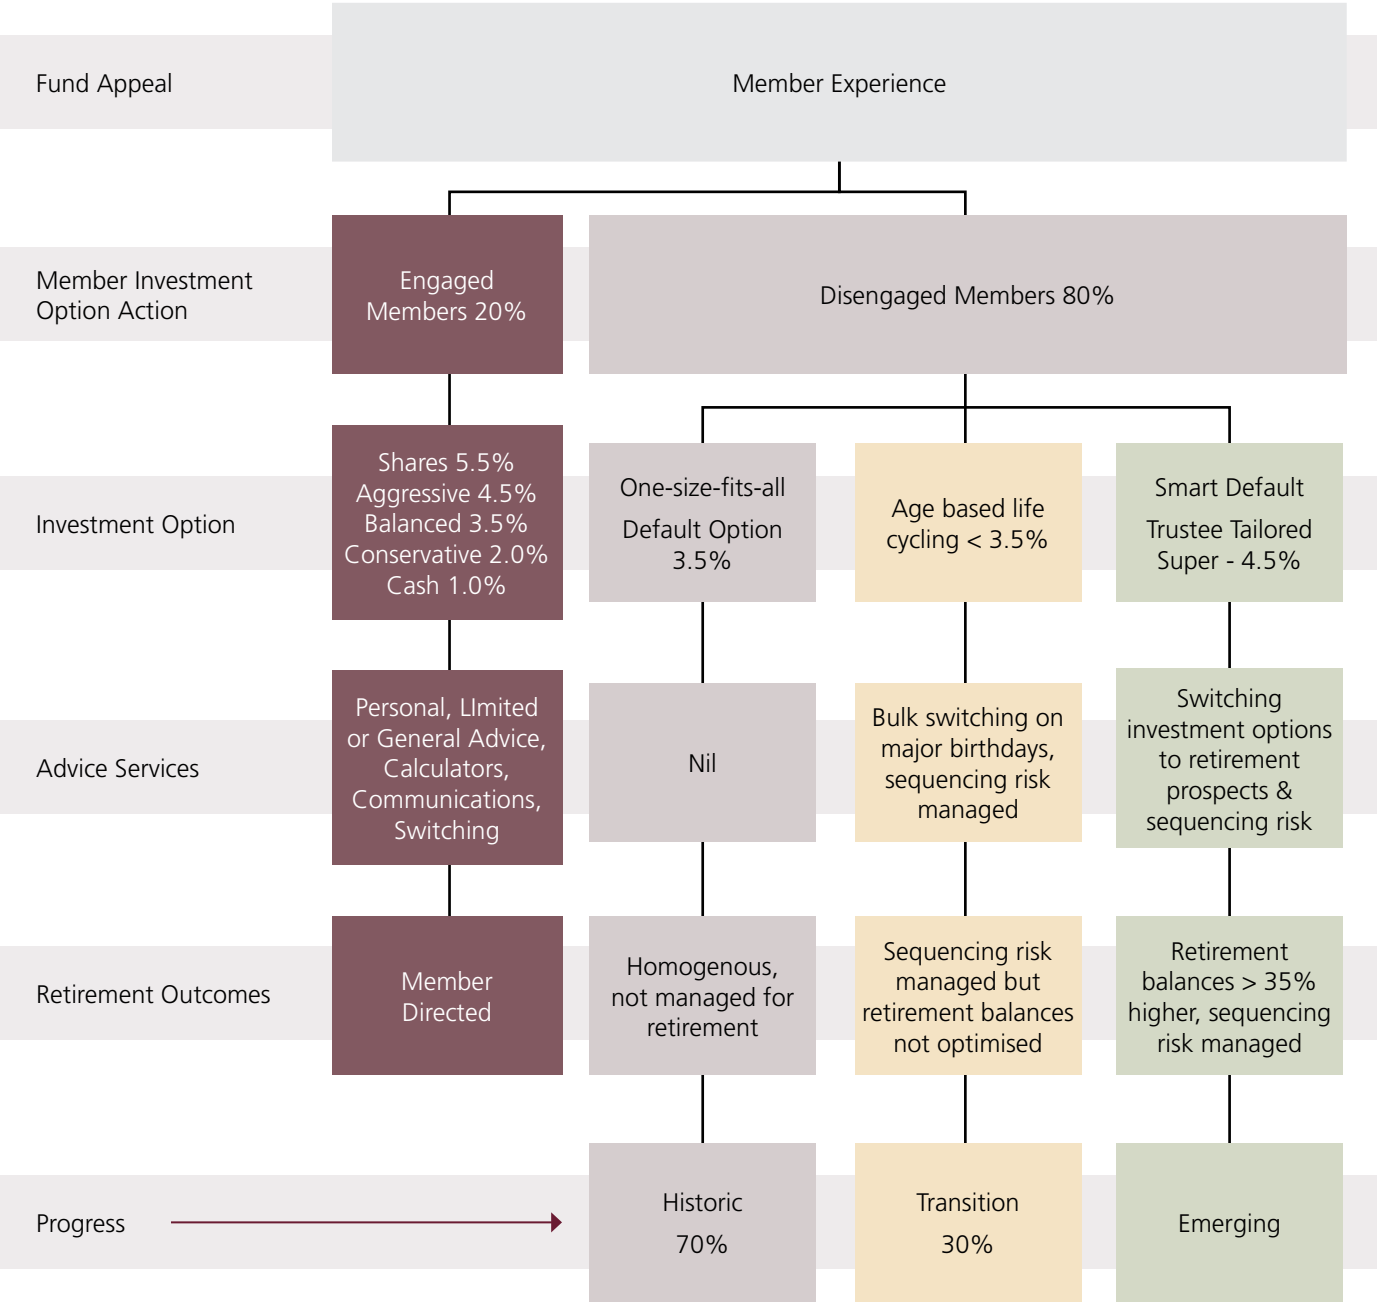 Fund Appeal
Member Experience
Member Investment
Option Action
Engaged
Members 20%
Disengaged Members 80%
Investment Option
Shares 5.5%
Aggressive 4.5%
Balanced 3.5%
Conservative 2.0%
Cash 1.0%
One-size-fits-all
Default Option
3.5%
Age based life
cycling < 3.5%
Smart Default
Trustee Tailored
Super - 4.5%
Advice Services
Personal, LImited
or General Advice,
Calculators,
Communications,
Switching
Nil
Bulk switching on
major birthdays,
sequencing risk
managed
Switching
investment options
to retirement
prospects &
sequencing risk
Retirement Outcomes
Member
Directed
Homogenous,
not managed for
retirement
Sequencing risk
managed but
retirement balances
not optimised
Retirement
balances > 35%
higher, sequencing
risk managed
Progress
Historic
70%
Transition
30%
Emerging